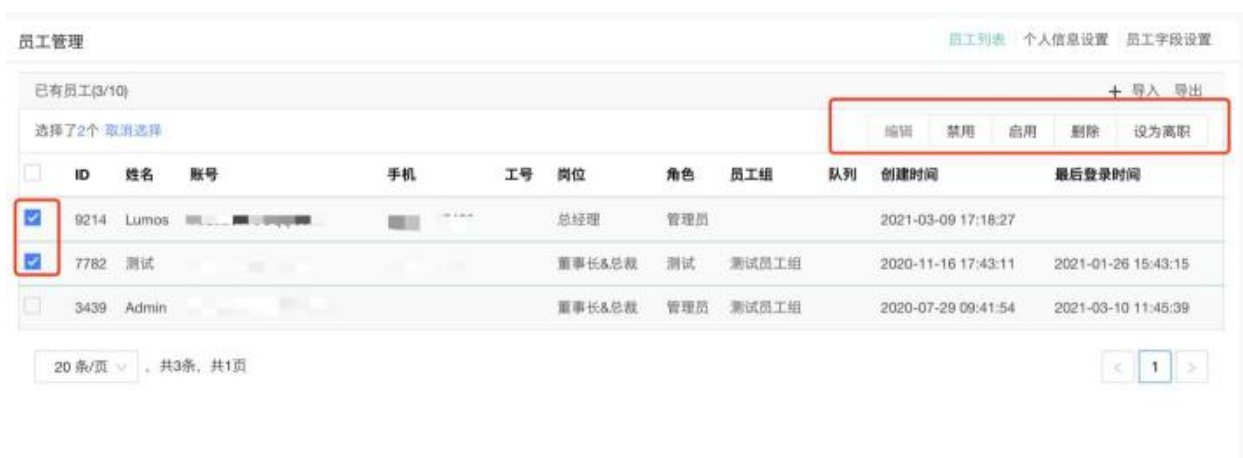 员工管理 员工列表 个人信息设置 员工字段设置
已有员工(3/10) + 导入 导出
选择了2个 取消选择 编辑 禁用 启用 删除 设为离职
ID 姓名 账号 手机 工号 岗位 角色 员工组 队列 创建时间 最后登录时间
9214 Lumos 总经理 管理员 2021-03-09 17:18:27
7782 测试 董事长&总裁 测试 测试员工组 2020-11-16 17:43:11 2021-01-26 15:43:15
3439 Admin 董事长&总裁 管理员 测试员工组 2020-07-29 09:41:54 2021-03-10 11:45:39
20 条/页 ，共3条，共1页 < 1 >